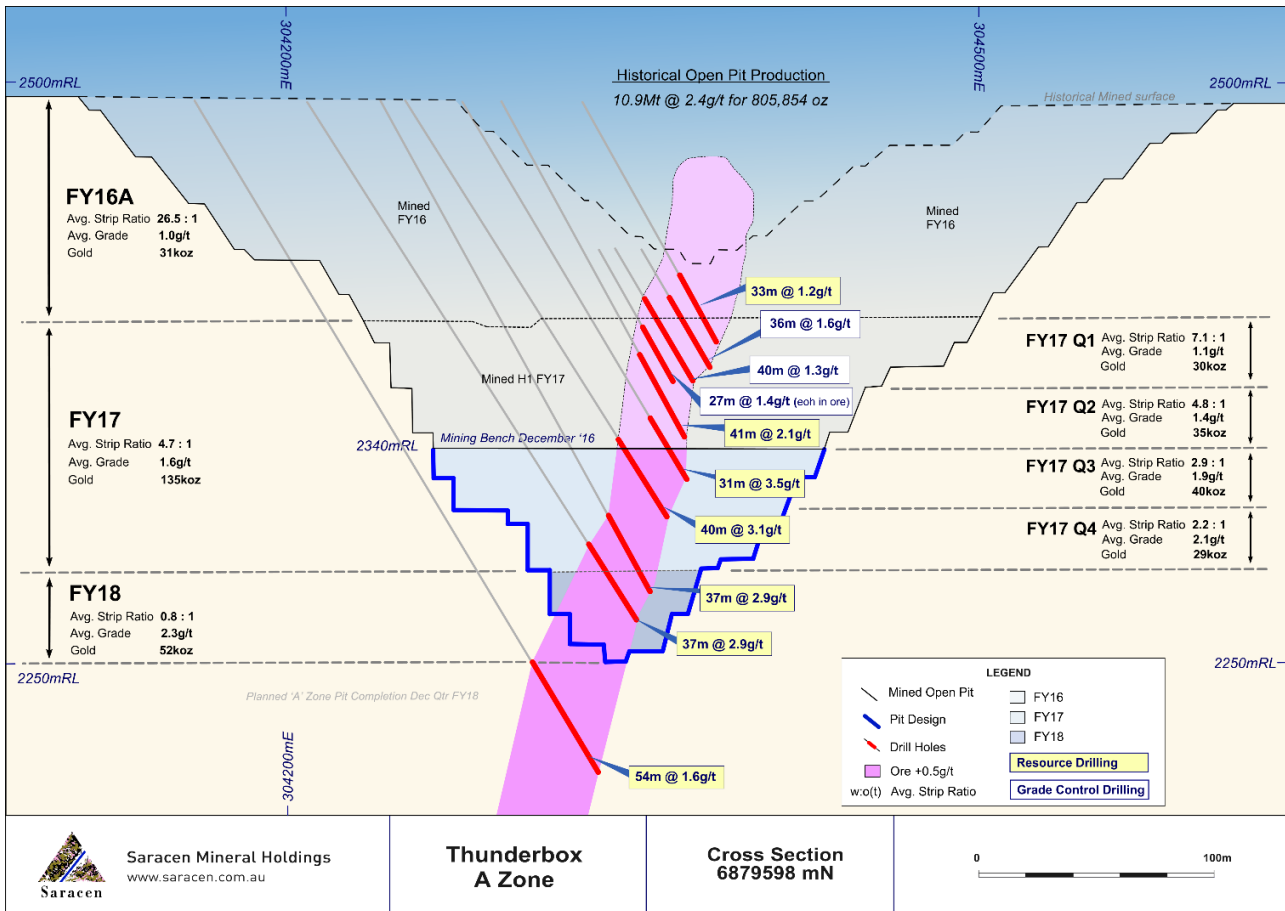 304200mE
304500mE
2500mRL
2500mRL
Historical Open Pit Production
10.9Mt @ 2.4g/t for 805,854 oz
Historical Mined surface
FY16A
Avg. Strip Ratio 26.5 : 1
Avg. Grade 1.0g/t
Gold 31koz
Mined
FY16
Mined
FY16
33m @ 1.2g/t
36m @ 1.6g/t
40m @ 1.3g/t
27m @ 1.4g/t (eoh in ore)
41m @ 2.1g/t
31m @ 3.5g/t
40m @ 3.1g/t
37m @ 2.9g/t
37m @ 2.9g/t
54m @ 1.6g/t
Mined H1 FY17
2340mRL
Mining Bench December '16
FY17
Avg. Strip Ratio 4.7 : 1
Avg. Grade 1.6g/t
Gold 135koz
FY17 Q1
Avg. Strip Ratio 7.1 : 1
Avg. Grade 1.1g/t
Gold 30koz
FY17 Q2
Avg. Strip Ratio 4.8 : 1
Avg. Grade 1.4g/t
Gold 35koz
FY17 Q3
Avg. Strip Ratio 2.9 : 1
Avg. Grade 1.9g/t
Gold 40koz
FY17 Q4
Avg. Strip Ratio 2.2 : 1
Avg. Grade 2.1g/t
Gold 29koz
FY18
Avg. Strip Ratio 0.8 : 1
Avg. Grade 2.3g/t
Gold 52koz
2250mRL
2250mRL
Planned 'A' Zone Pit Completion Dec Qtr FY18
304200mE
LEGEND
Mined Open Pit
Pit Design
Drill Holes
Ore +0.5g/t
w:o(t) Avg. Strip Ratio
FY16
FY17
FY18
Resource Drilling
Grade Control Drilling
Saracen
Saracen Mineral Holdings
www.saracen.com.au
Thunderbox
A Zone
Cross Section
6879598 mN
0 100m